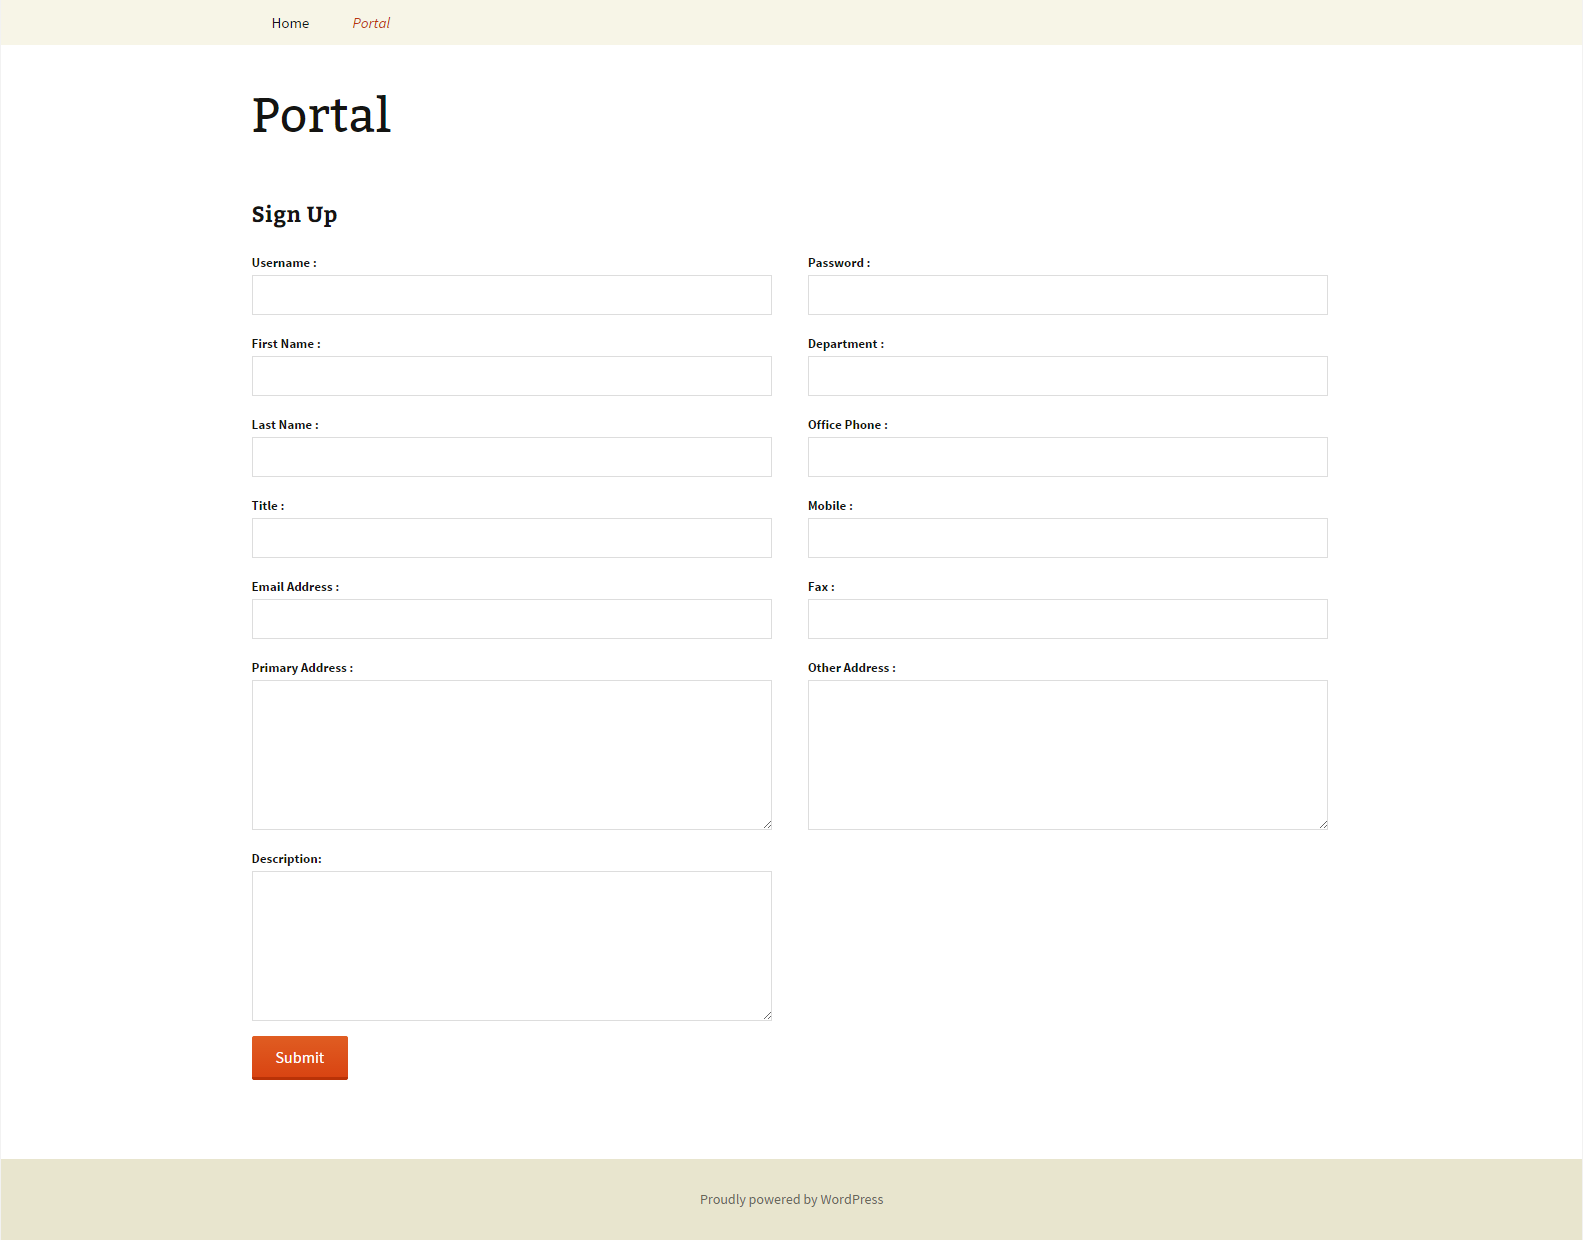 Home Portal
Portal
Sign Up
Username : Password :
First Name : Department :
Last Name : Office Phone :
Title : Mobile :
Email Address : Fax :
Primary Address : Other Address :
Description:
Submit
Proudly powered by WordPress